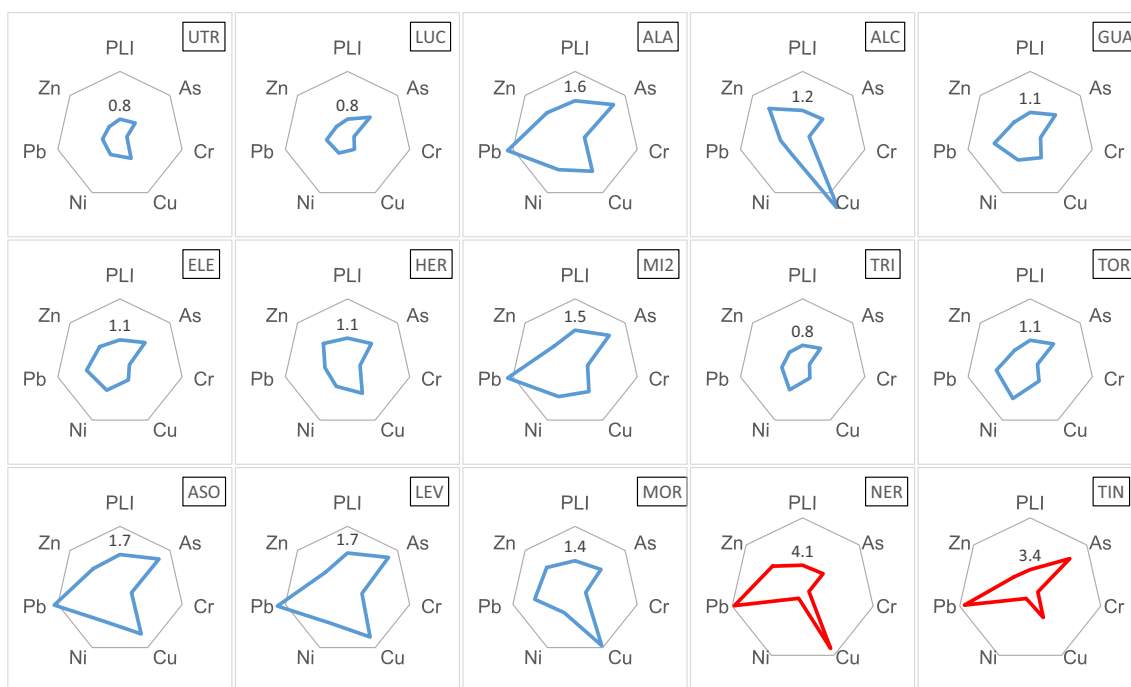 UTR
PLI
Zn
As
0.8
Pb
Cr
Ni
Cu
LUC
PLI
Zn
As
0.8
Pb
Cr
Ni
Cu
ALA
PLI
Zn
As
1.6
Pb
Cr
Ni
Cu
ALC
PLI
Zn
As
1.2
Pb
Cr
Ni
Cu
GUA
PLI
Zn
As
1.1
Pb
Cr
Ni
Cu
ELE
PLI
Zn
As
1.1
Pb
Cr
Ni
Cu
HER
PLI
Zn
As
1.1
Pb
Cr
Ni
Cu
MI2
PLI
Zn
As
1.5
Pb
Cr
Ni
Cu
TRI
PLI
Zn
As
0.8
Pb
Cr
Ni
Cu
TOR
PLI
Zn
As
1.1
Pb
Cr
Ni
Cu
ASO
PLI
Zn
As
1.7
Pb
Cr
Ni
Cu
LEV
PLI
Zn
As
1.7
Pb
Cr
Ni
Cu
MOR
PLI
Zn
As
1.4
Pb
Cr
Ni
Cu
NER
PLI
Zn
As
4.1
Pb
Cr
Ni
Cu
TIN
PLI
Zn
As
3.4
Pb
Cr
Ni
Cu